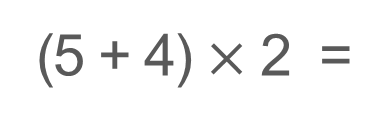 (5 + 4) × 2 =